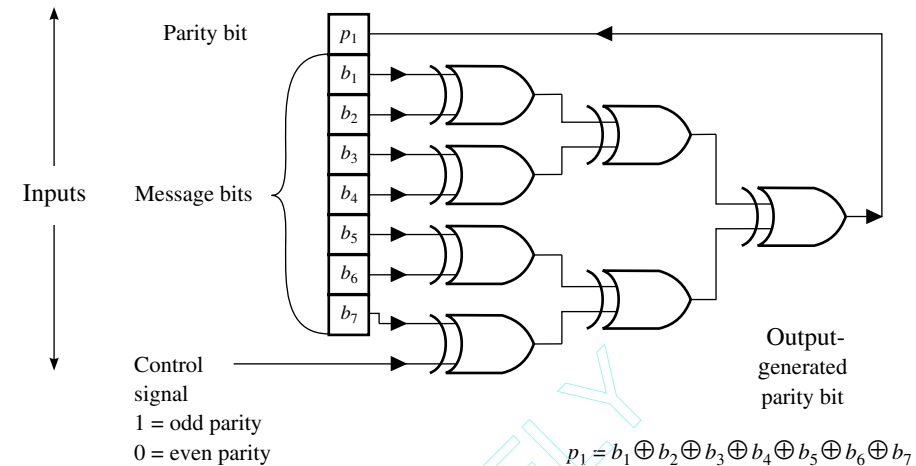 Parity bit
p1
b1
b2
b3
Inputs
Message bits
b4
b5
b6
b7
Control
signal
1 = odd parity
0 = even parity
Output-
generated
parity bit
p1 = b1 ⊕ b2 ⊕ b3 ⊕ b4 ⊕ b5 ⊕ b6 ⊕ b7
FLY